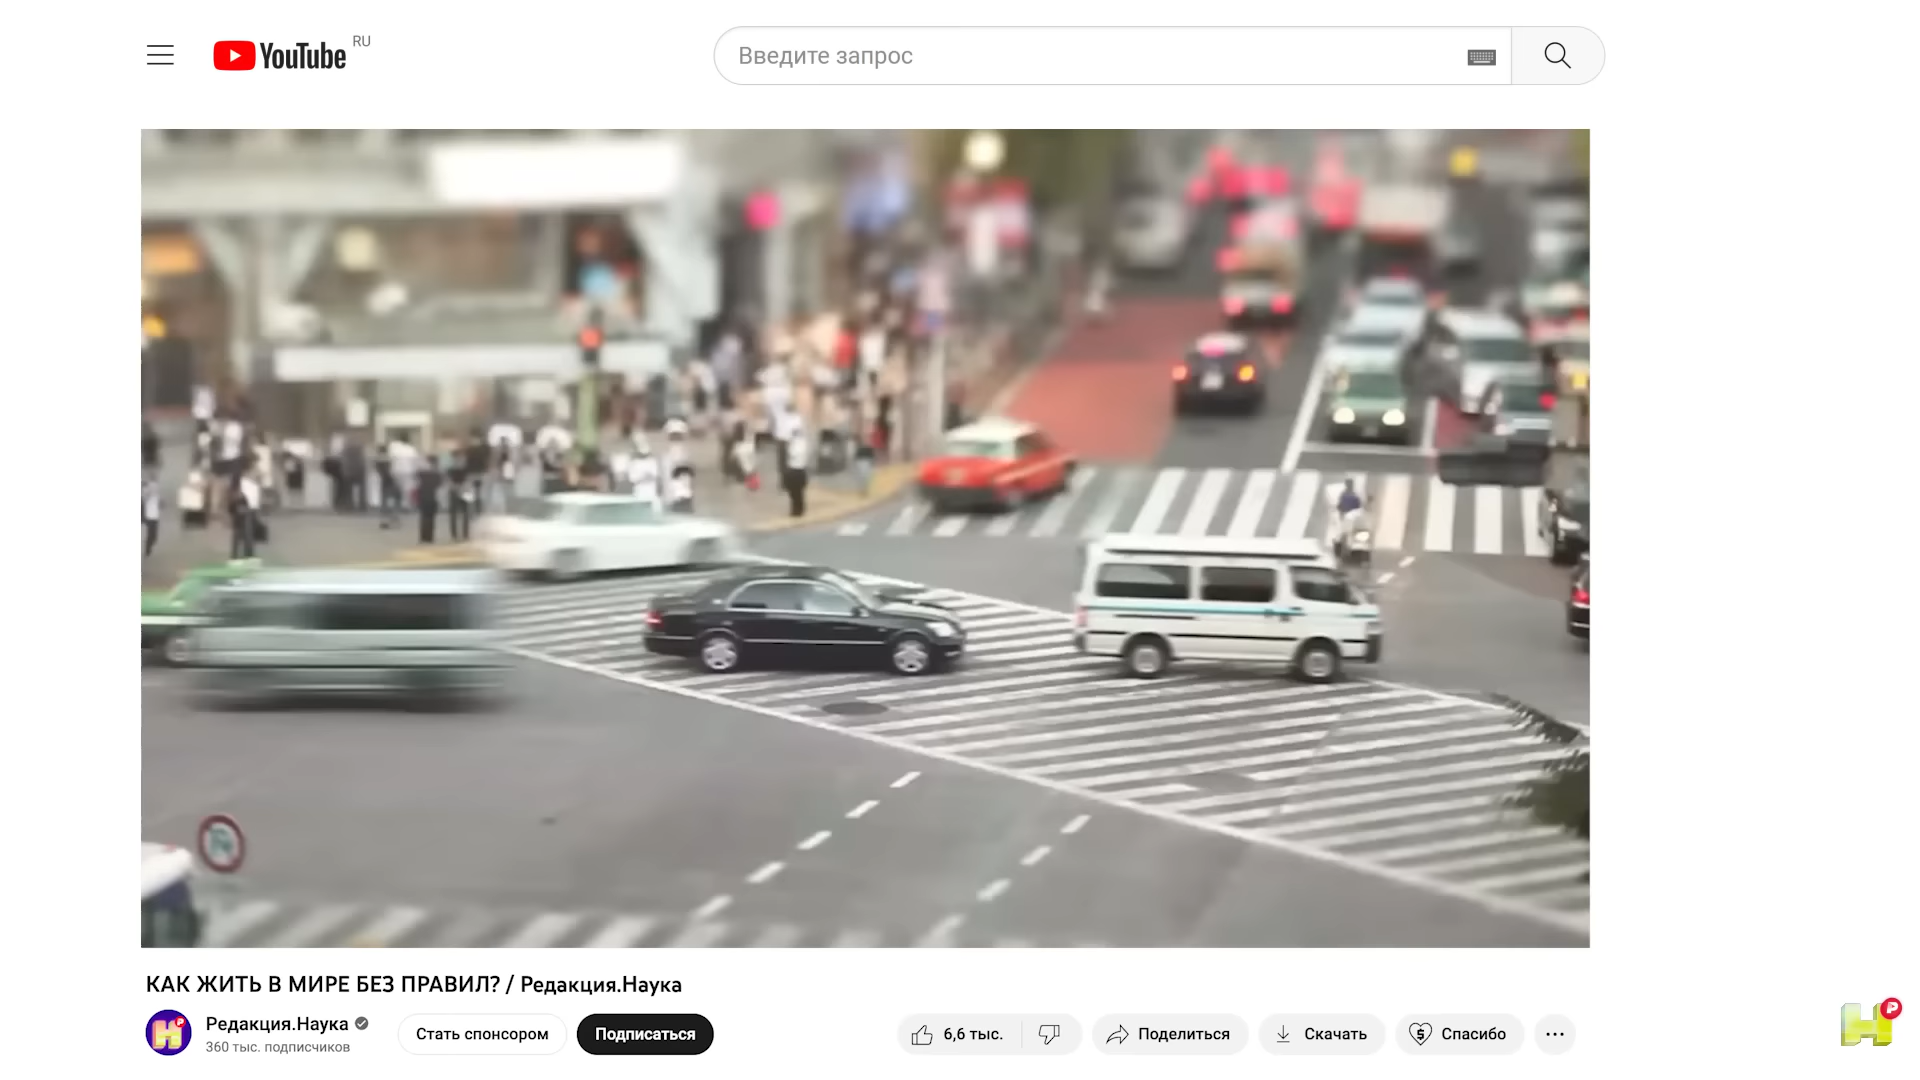 YouTube RU
Введите запрос
КАК ЖИТЬ В МИРЕ БЕЗ ПРАВИЛ? / Редакция.Наука
Редакция.Наука
360 тыс. подписчиков
Стать спонсором
Подписаться
6,6 тыс.
Поделиться
Скачать
Спасибо